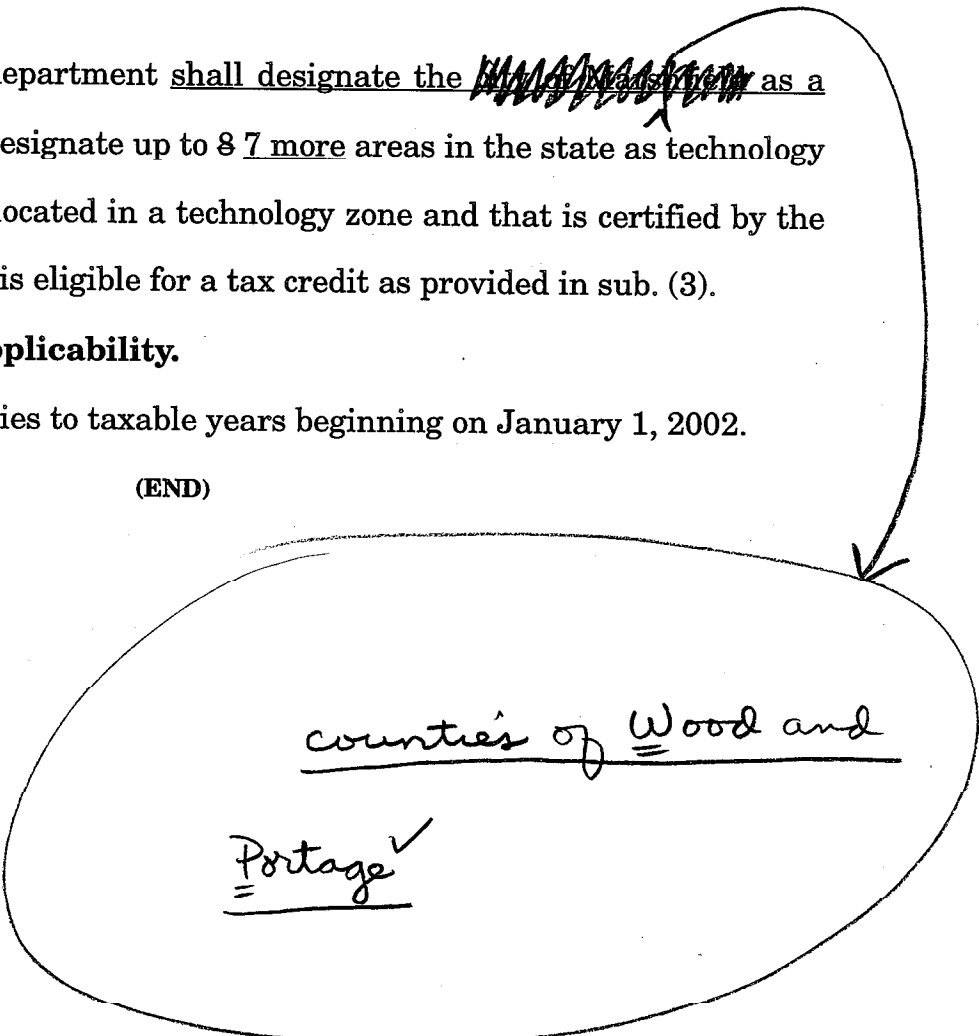 epartment shall designate the as a
esignate up to 8 7 more areas in the state as technology
located in a technology zone and that is certified by the
is eligible for a tax credit as provided in sub. (3).
plicability.
ies to taxable years beginning on January 1, 2002.
(END)
counties of Wood and
Portage ✓